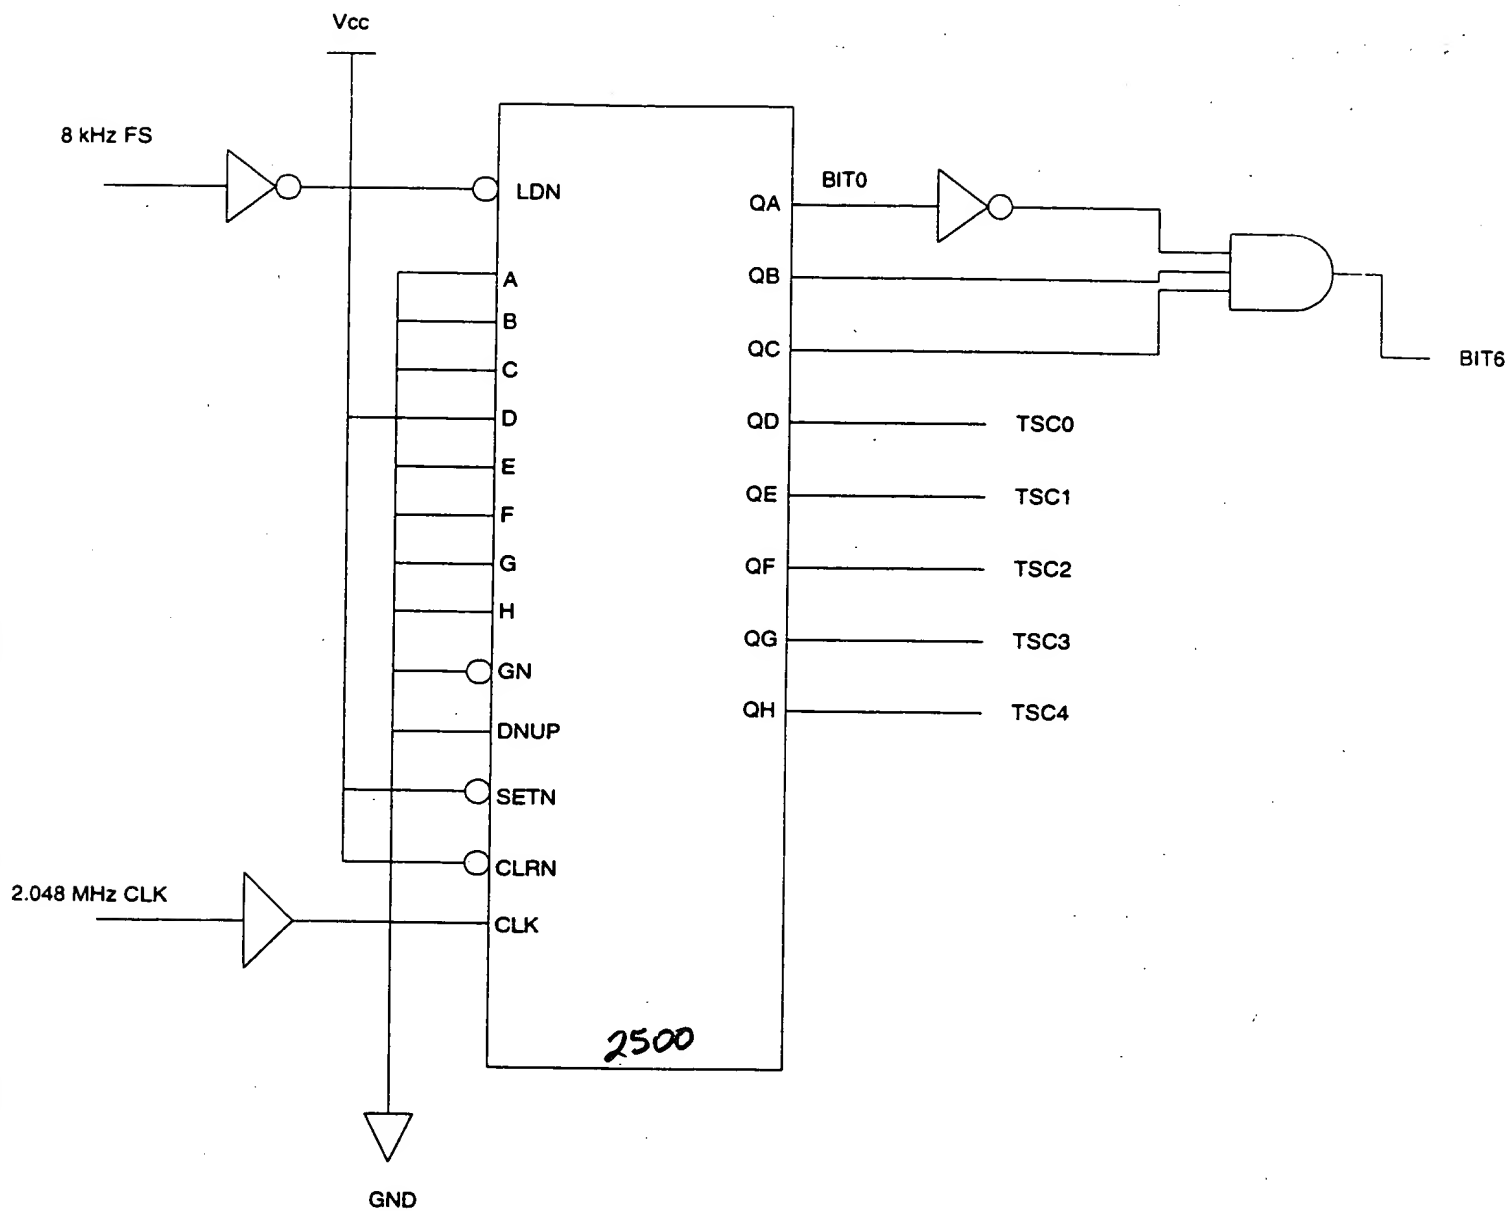 Vcc
8 kHz FS
LDN
A
B
C
D
E
F
G
H
GN
DNUP
SETN
CLRN
2.048 MHz CLK
CLK
GND
2500
QA
QB
QC
QD
QE
QF
QG
QH
BIT0
BIT6
TSC0
TSC1
TSC2
TSC3
TSC4